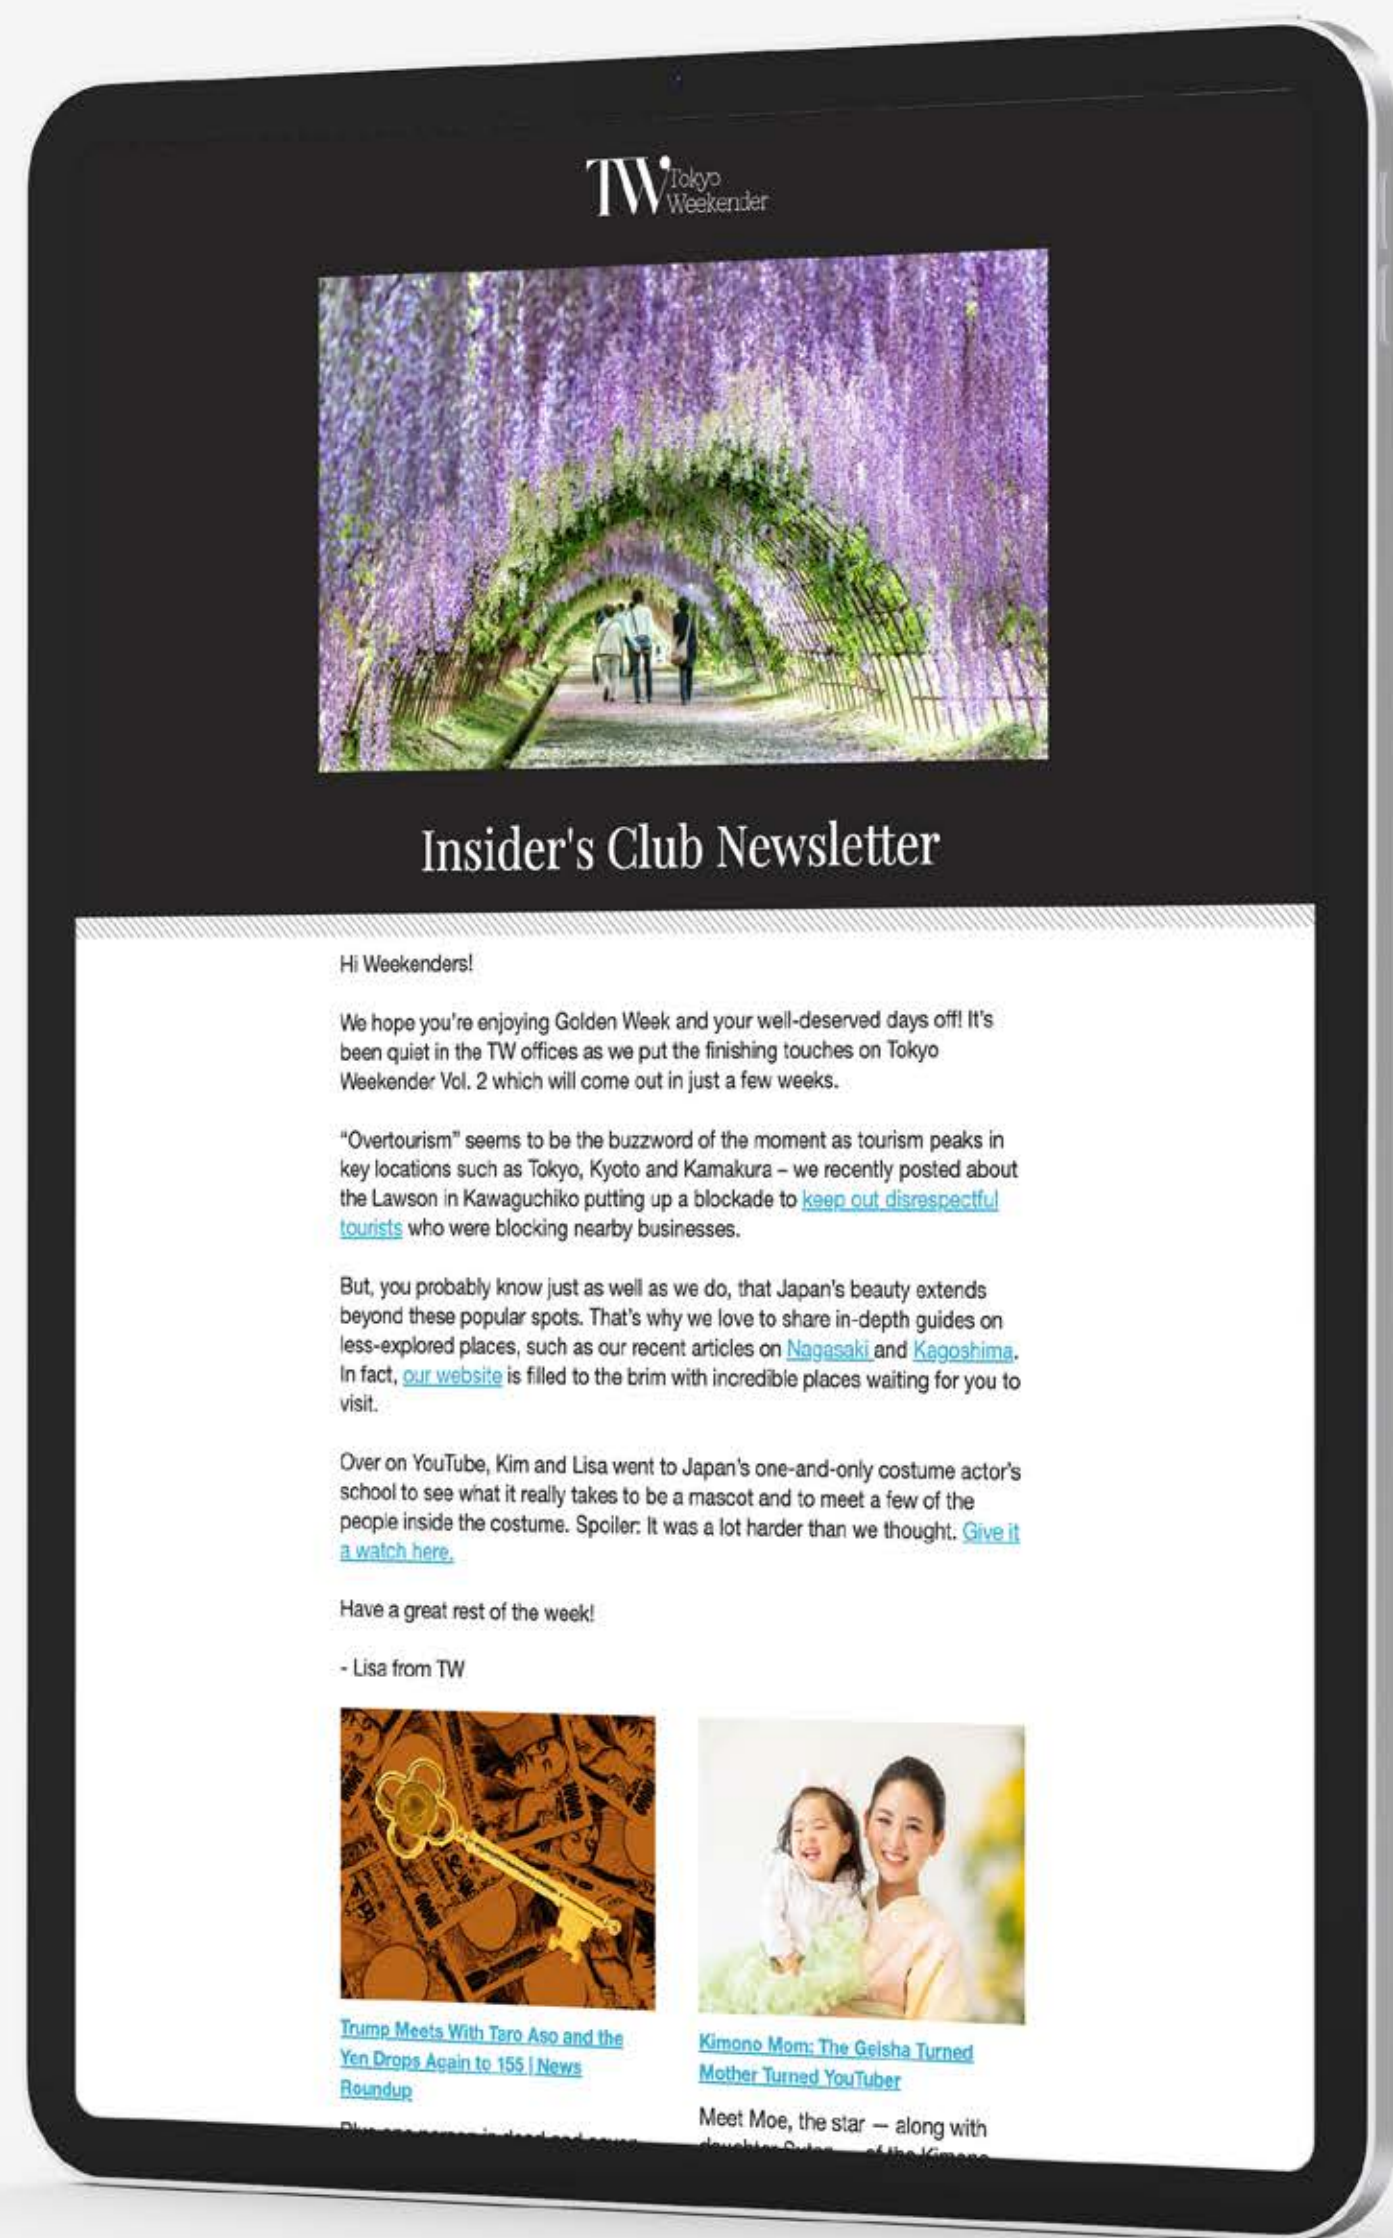 TW Tokyo
Weekender
Insider's Club Newsletter
Hi Weekenders!
We hope you're enjoying Golden Week and your well-deserved days off! It's
been quiet in the TW offices as we put the finishing touches on Tokyo
Weekender Vol. 2 which will come out in just a few weeks.
“Overtourism” seems to be the buzzword of the moment as tourism peaks in
key locations such as Tokyo, Kyoto and Kamakura – we recently posted about
the Lawson in Kawaguchiko putting up a blockade to keep out disrespectful
tourists who were blocking nearby businesses.
But, you probably know just as well as we do, that Japan's beauty extends
beyond these popular spots. That's why we love to share in-depth guides on
less-explored places, such as our recent articles on Nagasaki and Kagoshima.
In fact, our website is filled to the brim with incredible places waiting for you to
visit.
Over on YouTube, Kim and Lisa went to Japan's one-and-only costume actor's
school to see what it really takes to be a mascot and to meet a few of the
people inside the costume. Spoiler: It was a lot harder than we thought. Give it
a watch here.
Have a great rest of the week!
- Lisa from TW
10000
10000
Trump Meets With Taro Aso and the
Yen Drops Again to 155 | News
Roundup
Kimono Mom: The Geisha Turned
Mother Turned YouTuber
Meet Moe, the star — along with